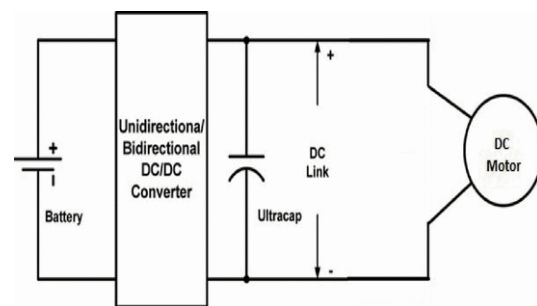 +
Battery
Unidirectiona/
Bidirectional
DC/DC
Converter
Ultracap
+
DC
Link
-
DC
Motor